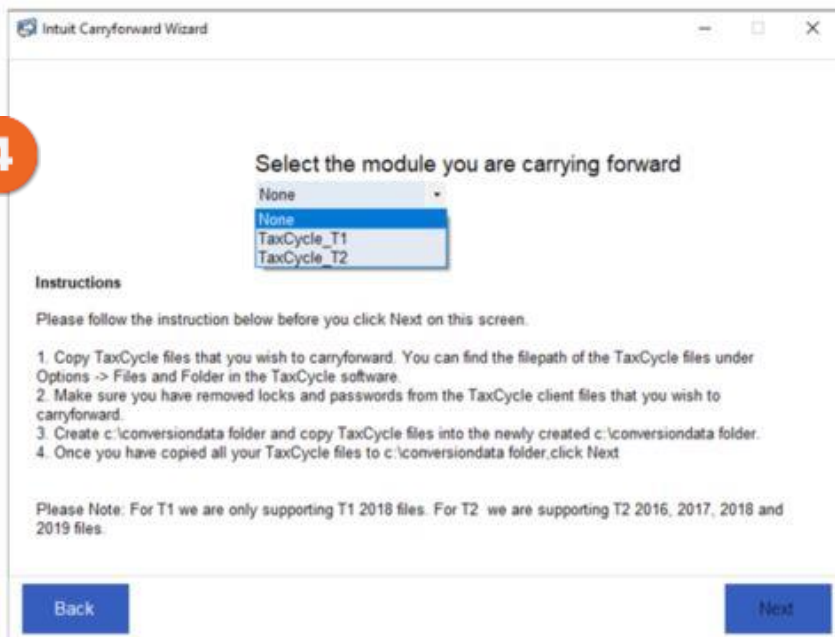 Intuit Carryforward Wizard
4
Select the module you are carrying forward
None
None
TaxCycle_T1
TaxCycle_T2
Instructions
Please follow the instruction below before you click Next on this screen.
1. Copy TaxCycle files that you wish to carryforward. You can find the filepath of the TaxCycle files under
Options -> Files and Folder in the TaxCycle software.
2. Make sure you have removed locks and passwords from the TaxCycle client files that you wish to
carryforward.
3. Create c:\conversiondata folder and copy TaxCycle files into the newly created c:\conversiondata folder.
4. Once you have copied all your TaxCycle files to c:\conversiondata folder,click Next
Please Note: For T1 we are only supporting T1 2018 files. For T2 we are supporting T2 2016, 2017, 2018 and
2019 files.
Back
Next